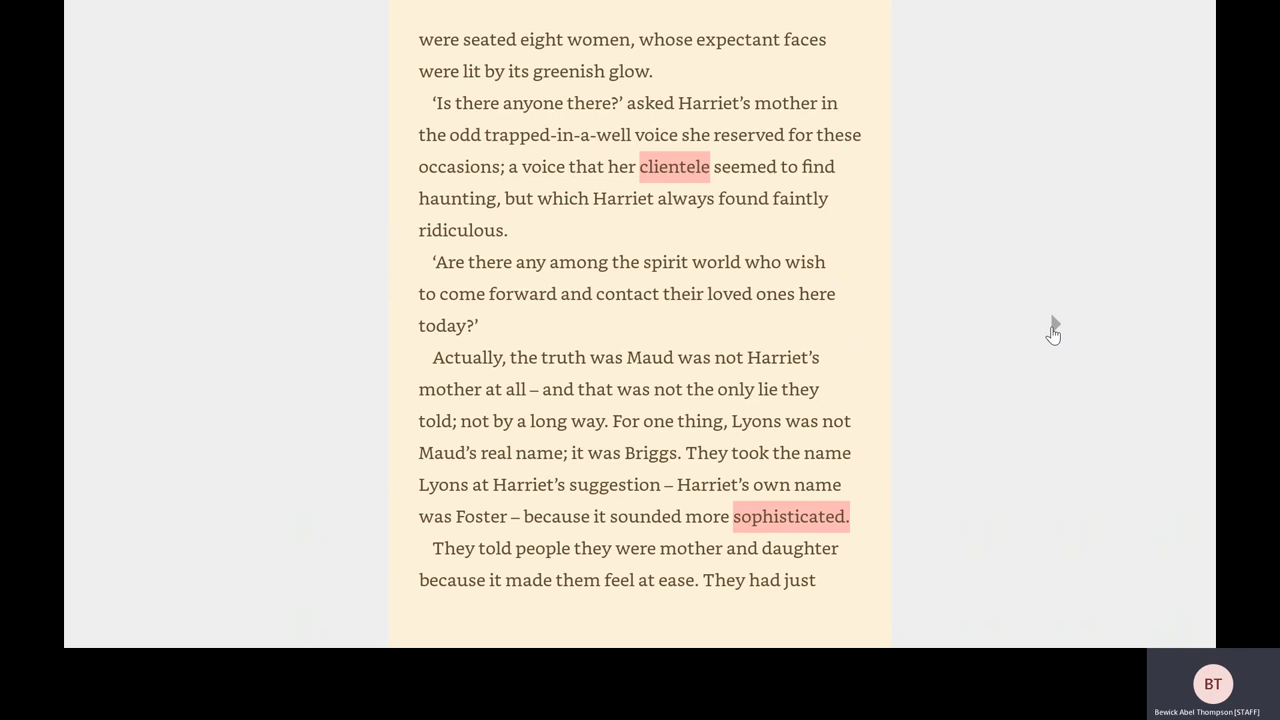 were seated eight women, whose expectant faces
were lit by its greenish glow.
‘Is there anyone there?’ asked Harriet’s mother in
the odd trapped-in-a-well voice she reserved for these
occasions; a voice that her clientele seemed to find
haunting, but which Harriet always found faintly
ridiculous.
‘Are there any among the spirit world who wish
to come forward and contact their loved ones here
today?’
Actually, the truth was Maud was not Harriet’s
mother at all – and that was not the only lie they
told; not by a long way. For one thing, Lyons was not
Maud’s real name; it was Briggs. They took the name
Lyons at Harriet’s suggestion – Harriet’s own name
was Foster – because it sounded more sophisticated.
They told people they were mother and daughter
because it made them feel at ease. They had just
BT
Bewick Abel Thompson [STAFF]